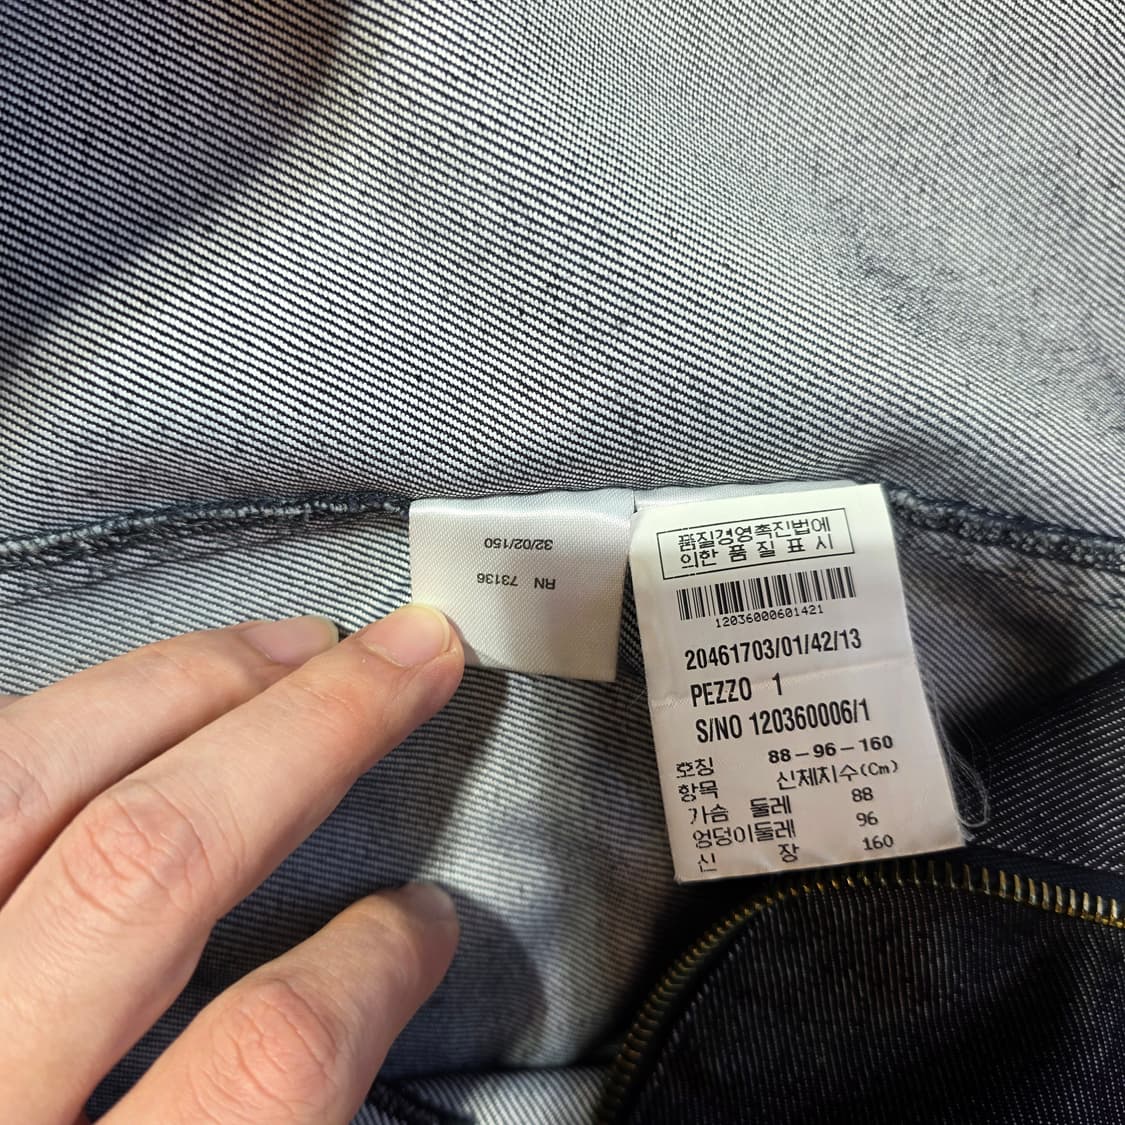 32/02/150
RN 73136
품질경영촉진법에
의한 품 질 표 시
12036000601421
20461703/01/42/13
PEZZO 1
S/NO 120360006/1
호칭 88-96-160
항목 신체치수(Cm)
가슴 둘레 88
엉덩이둘레 96
신 장 160